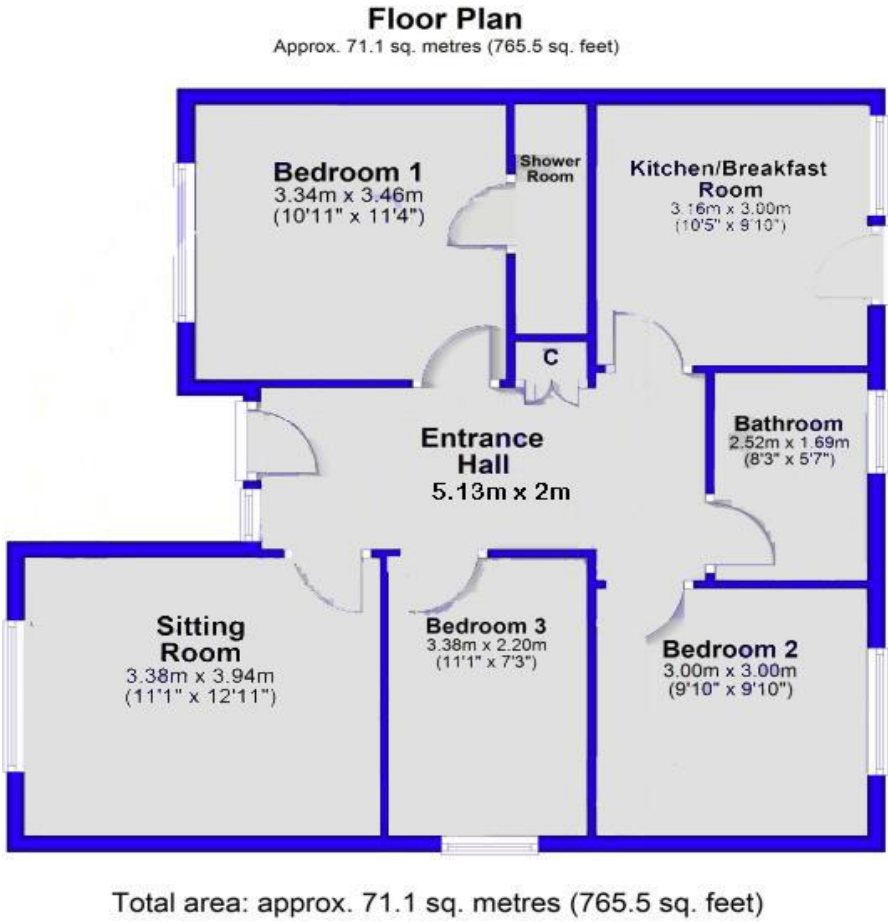 Floor Plan
Approx. 71.1 sq. metres (765.5 sq. feet)
Bedroom 1
3.34m x 3.46m
(10'11" x 11'4")
Shower
Room
Kitchen/Breakfast
Room
3.16m x 3.00m
(10'5" x 9'10")
C
Entrance
Hall
5.13m x 2m
Bathroom
2.52m x 1.69m
(8'3" x 5'7")
Sitting
Room
3.38m x 3.94m
(11'1" x 12'11")
Bedroom 3
3.38m x 2.20m
(11'1" x 7'3")
Bedroom 2
3.00m x 3.00m
(9'10" x 9'10")
Total area: approx. 71.1 sq. metres (765.5 sq. feet)